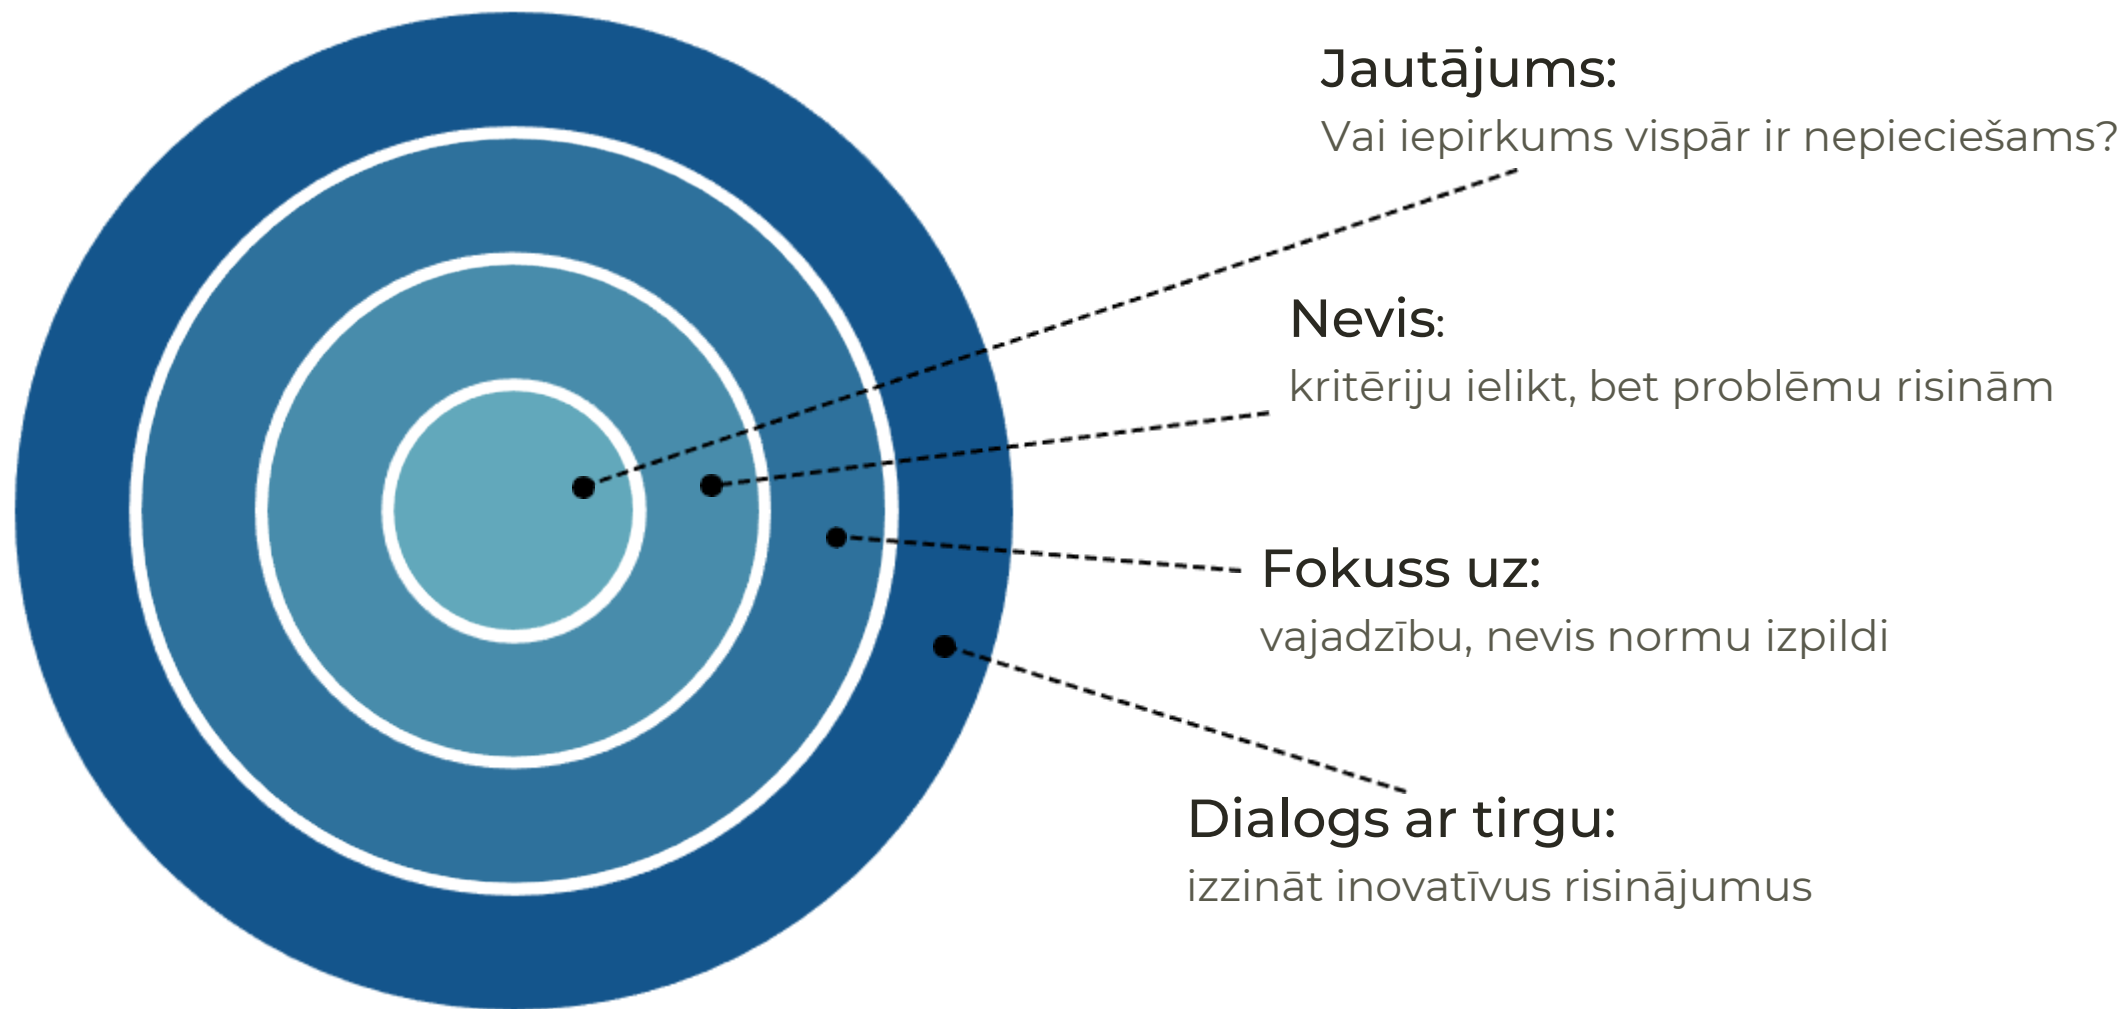 Jautājums:
Vai iepirkums vispār ir nepieciešams?
Nevis:
kritēriju ielikt, bet problēmu risinām
Fokuss uz:
vajadzību, nevis normu izpildi
Dialogs ar tirgu:
izzināt inovatīvus risinājumus